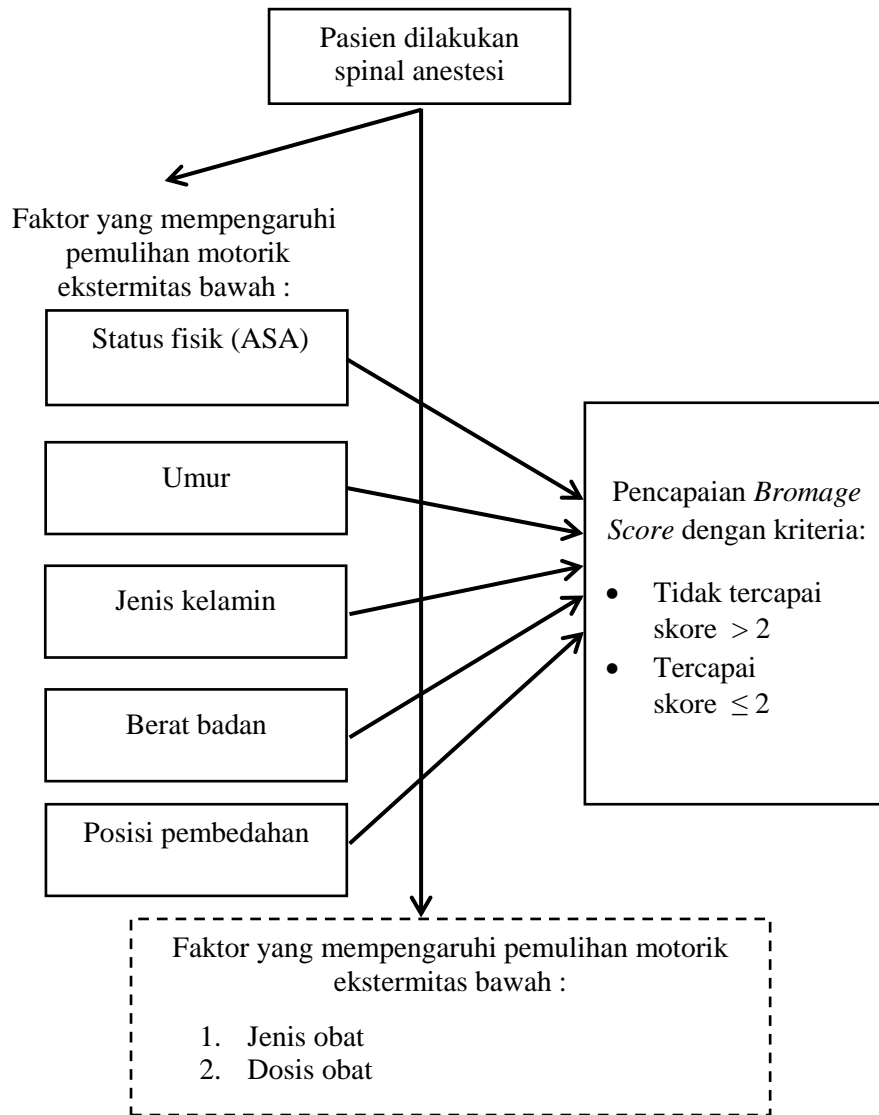 Pasien dilakukan
spinal anestesi
Faktor yang mempengaruhi
pemulihan motorik
ekstermitas bawah :
Status fisik (ASA)
Umur
Jenis kelamin
Berat badan
Posisi pembedahan
Pencapaian Bromage
Score dengan kriteria:
• Tidak tercapai
skore > 2
• Tercapai
skore ≤ 2
Faktor yang mempengaruhi pemulihan motorik
ekstermitas bawah :
1. Jenis obat
2. Dosis obat